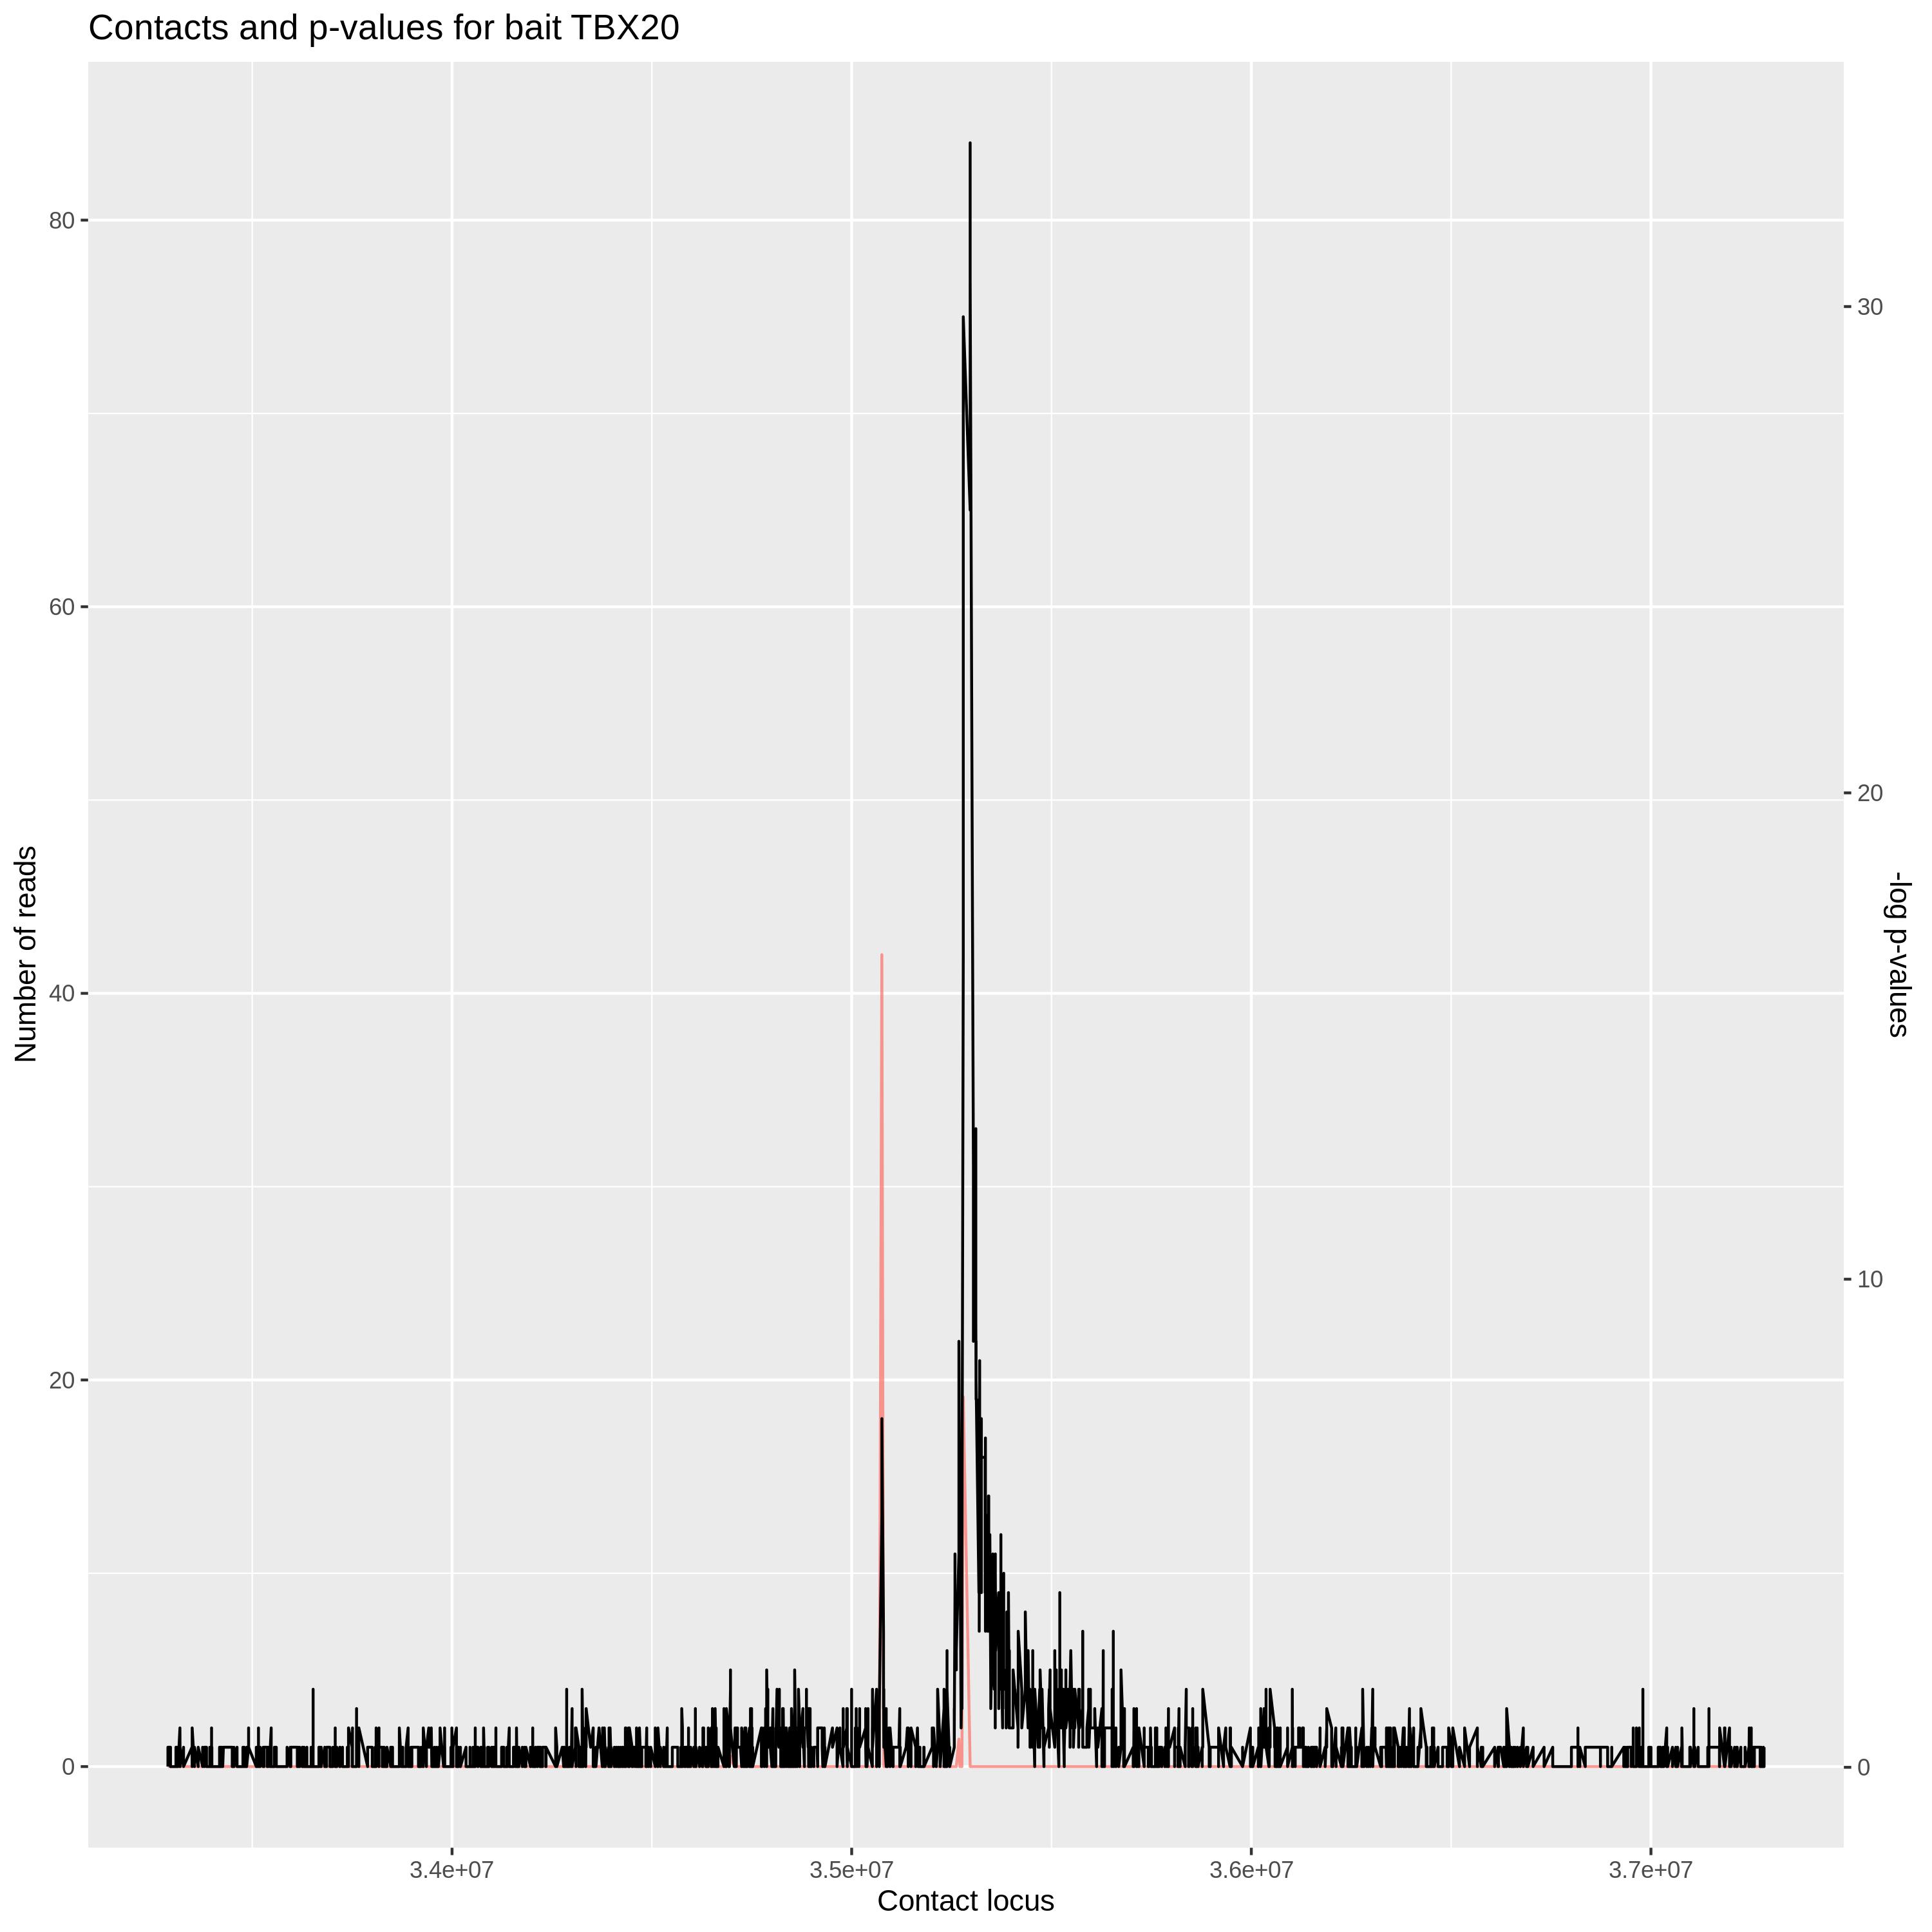 Contacts and p-values for bait TBX20
80
60
40
20
0
Number of reads
30
20
10
0
-log p-values
3.4e+07
3.5e+07
3.6e+07
3.7e+07
Contact locus